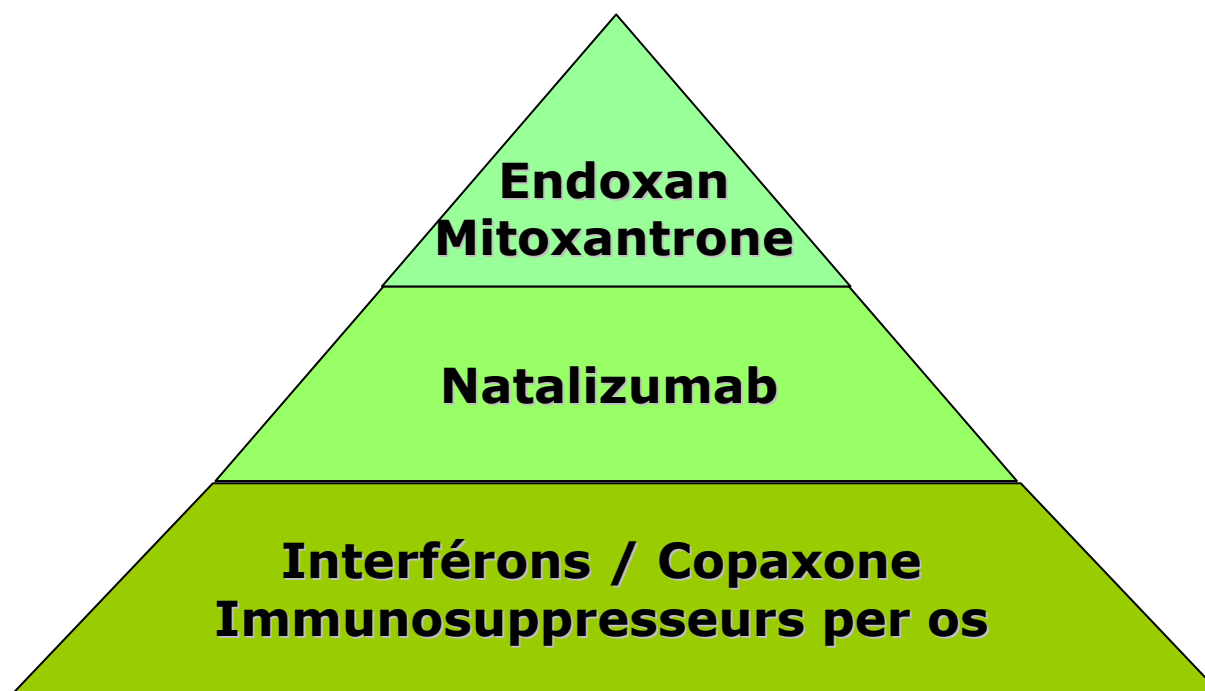 Endoxan
Mitoxantrone
Natalizumab
Interférons / Copaxone
Immunosuppresseurs per os